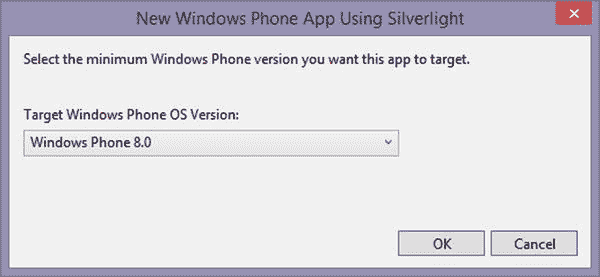 New Windows Phone App Using Silverlight
Select the minimum Windows Phone version you want this app to target.
Target Windows Phone OS Version:
Windows Phone 8.0
OK
Cancel